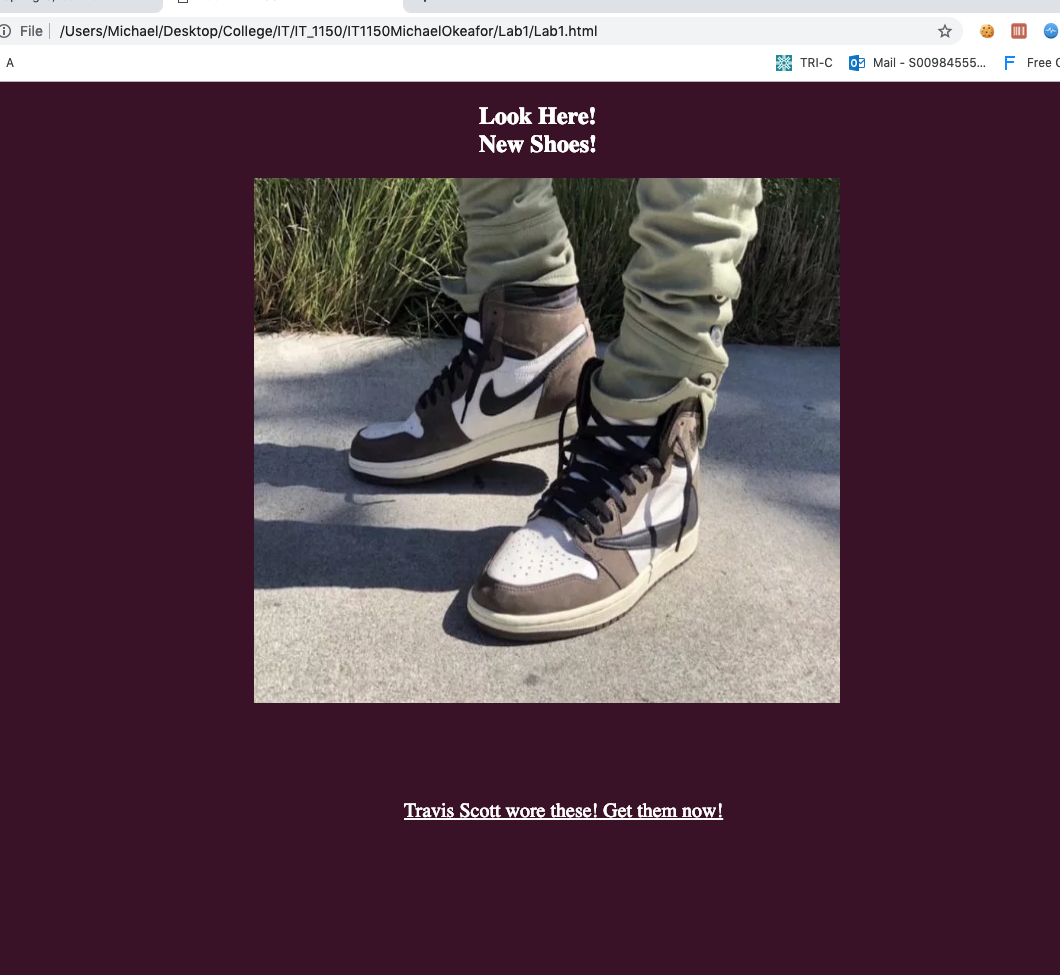 File
/Users/Michael/Desktop/College/IT/IT_1150/IT1150MichaelOkeafor/Lab1/Lab1.html
A
TRI-C
Mail - S00984555...
Free
Look Here!
New Shoes!
Travis Scott wore these! Get them now!